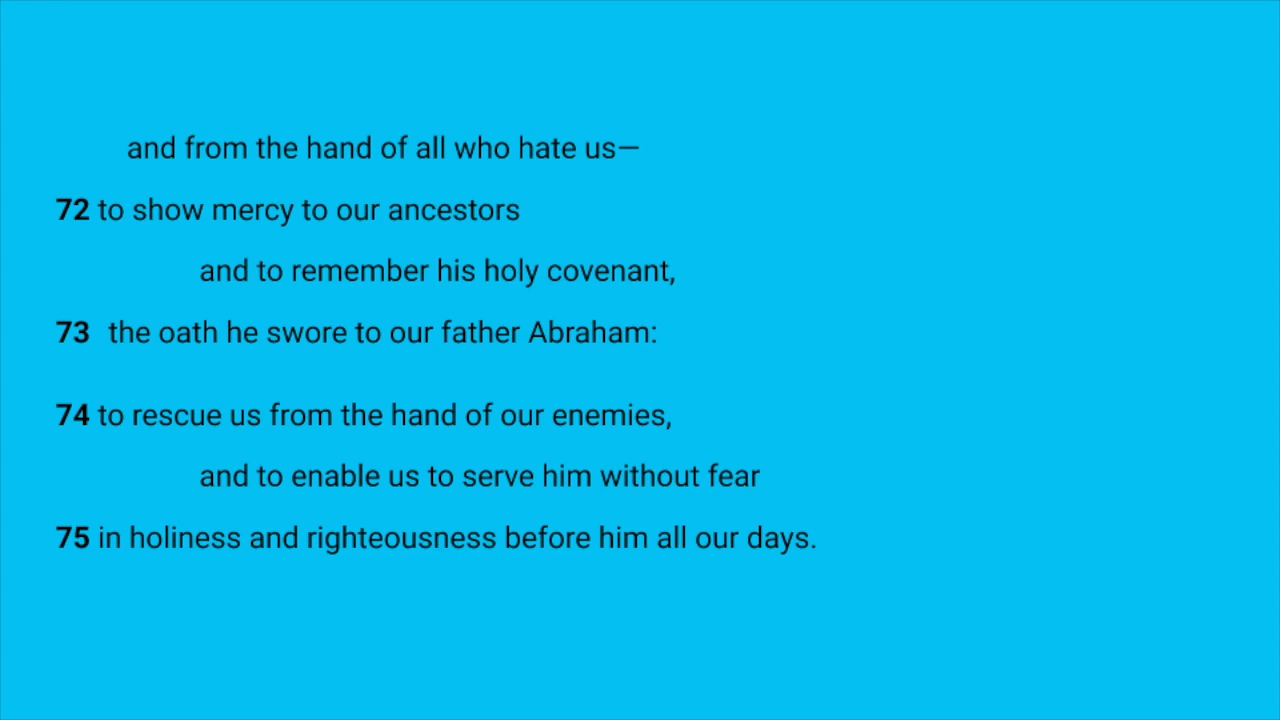 and from the hand of all who hate us—
72 to show mercy to our ancestors
and to remember his holy covenant,
73 the oath he swore to our father Abraham:
74 to rescue us from the hand of our enemies,
and to enable us to serve him without fear
75 in holiness and righteousness before him all our days.